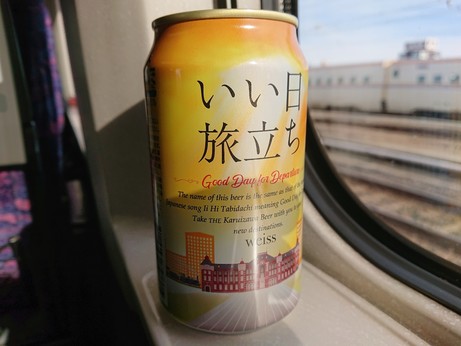 いい日
旅立ち
Good Day for Departure
The name of this beer is the same as that of the
Japanese song Ii Hi Tabidachi meaning Good Day
Take THE Karuizawa Beer with you
new destinations.
weiss